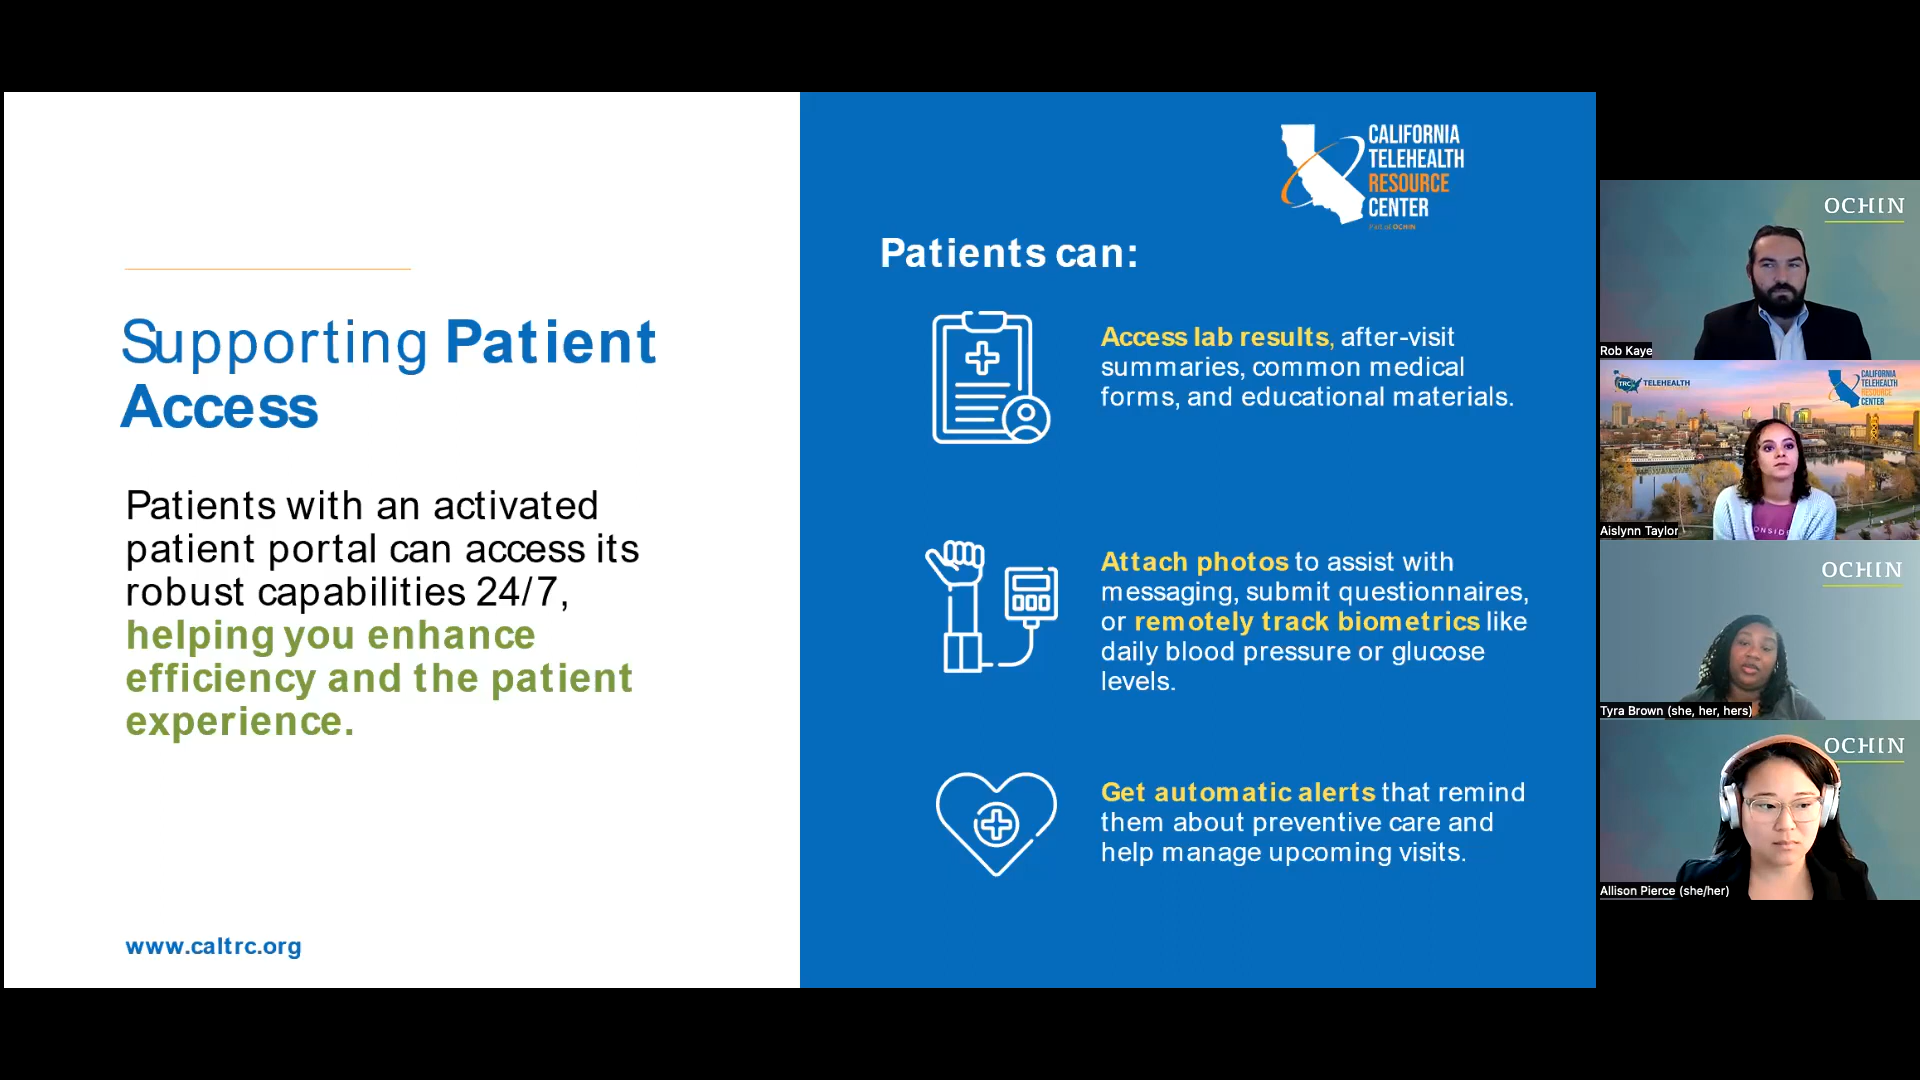 Supporting Patient
Access
Patients with an activated
patient portal can access its
robust capabilities 24/7,
helping you enhance
efficiency and the patient
experience.
www.caltrc.org
CALIFORNIA
TELEHEALTH
RESOURCE
CENTER
Part of OCHIN
Patients can:
Access lab results, after-visit
summaries, common medical
forms, and educational materials.
Attach photos to assist with
messaging, submit questionnaires,
or remotely track biometrics like
daily blood pressure or glucose
levels.
Get automatic alerts that remind
them about preventive care and
help manage upcoming visits.
OCHIN
Rob Kaye
TRC
TELEHEALTH
CALIFORNIA
TELEHEALTH
RESOURCE
CENTER
Aislynn Taylor
OCHIN
Tyra Brown (she, her, hers)
OCHIN
Allison Pierce (she/her)